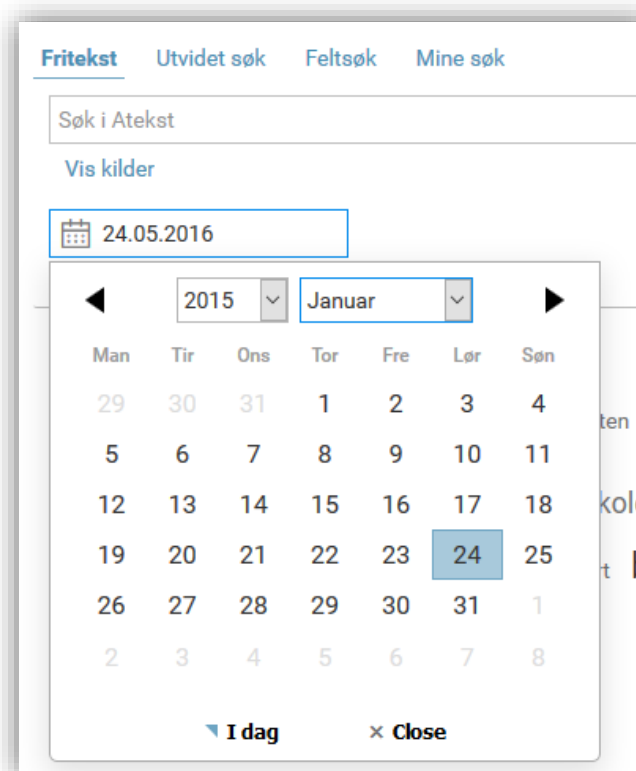 Fritekst Utvidet søk Feltsøk Mine søk
Søk i Atekst
Vis kilder
24.05.2016
2015 Januar
Man Tir Ons Tor Fre Lør Søn
29 30 31 1 2 3 4
ten
5 6 7 8 9 10 11
12 13 14 15 16 17 18
19 20 21 22 23 24 25
26 27 28 29 30 31 1
2 3 4 5 6 7 8
I dag × Close